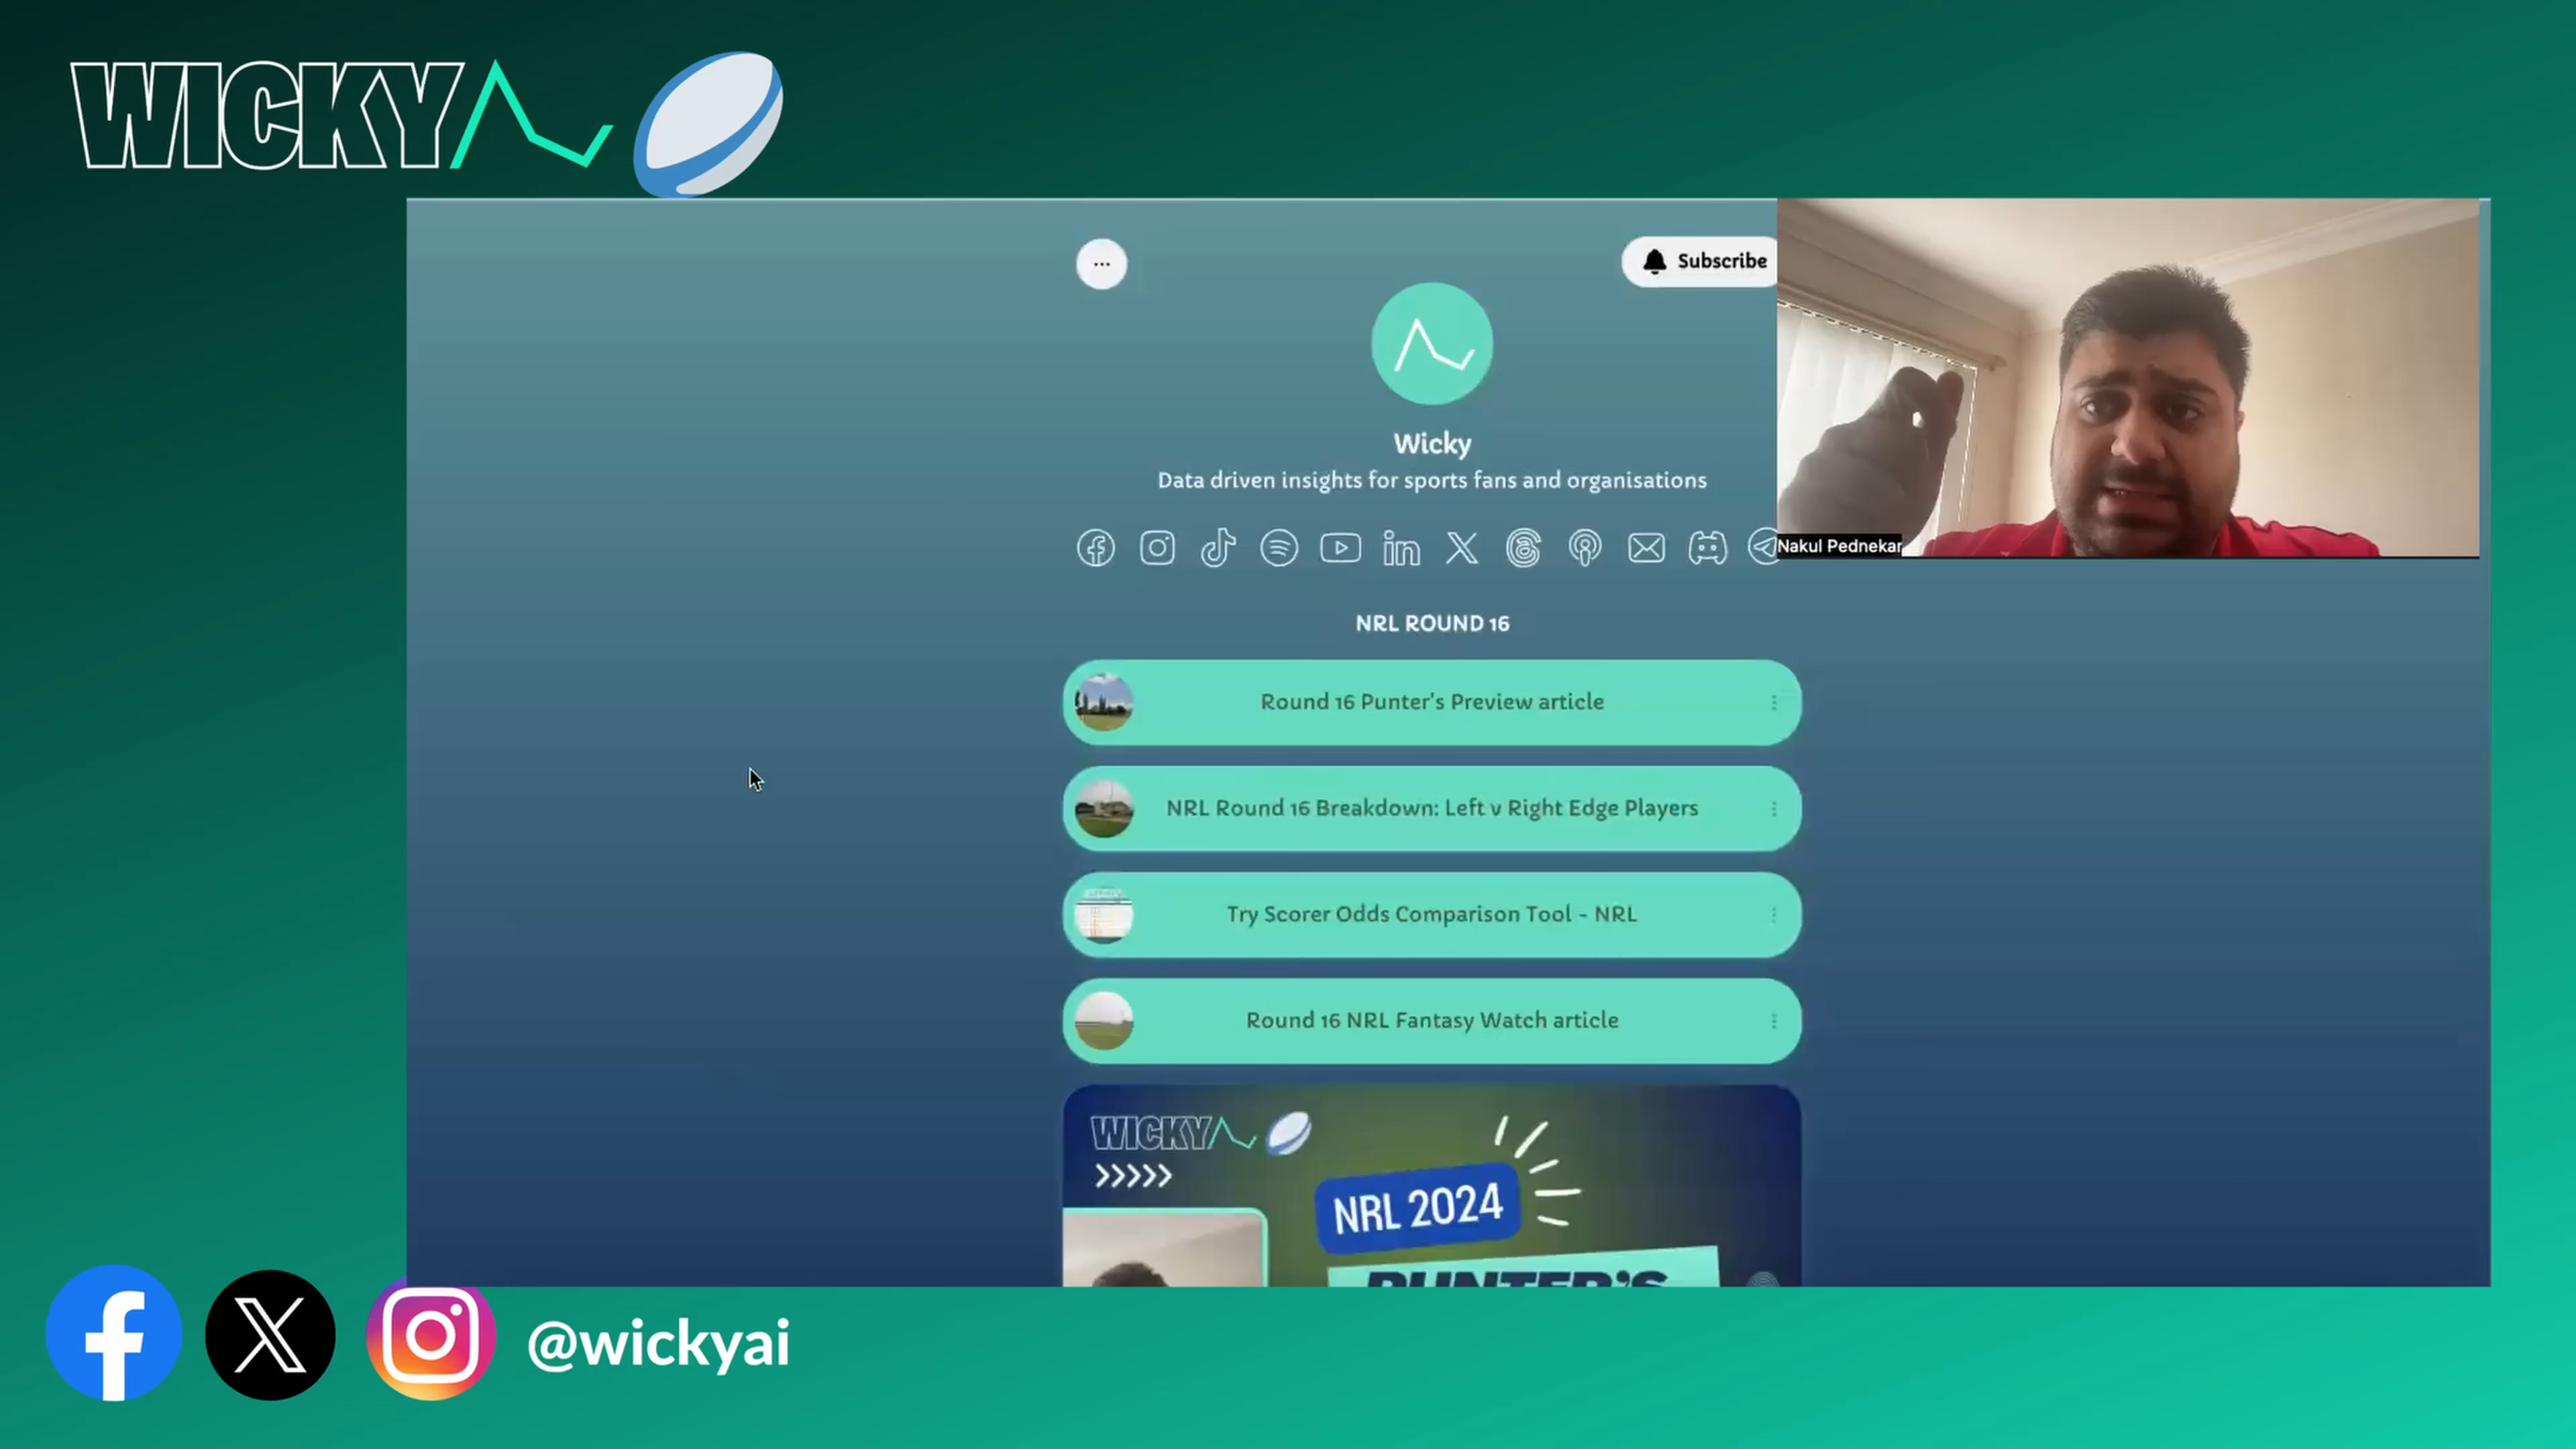 WICKY
Subscribe
Wicky
Data driven insights for sports fans and organisations
Nakul Pednekar
NRL ROUND 16
Round 16 Punter's Preview article
NRL Round 16 Breakdown: Left v Right Edge Players
Try Scorer Odds Comparison Tool - NRL
Round 16 NRL Fantasy Watch article
WICKY
NRL 2024
PUNTER'S
@wickyai